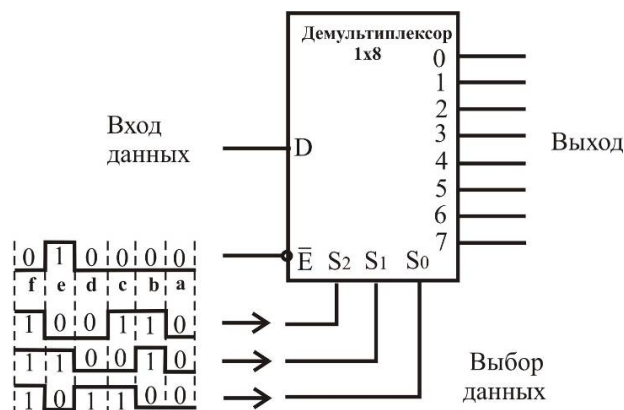 Демультиплексор
1x8
0
1
2
3
4
5
6
7
Вход
данных
D
Выход
E̅ S₂ S₁ S₀
0 1 0 0 0 0
f e d c b a
1 0 0 1 1 0
1 1 0 0 1 0
1 0 1 1 0 0
Выбор
данных